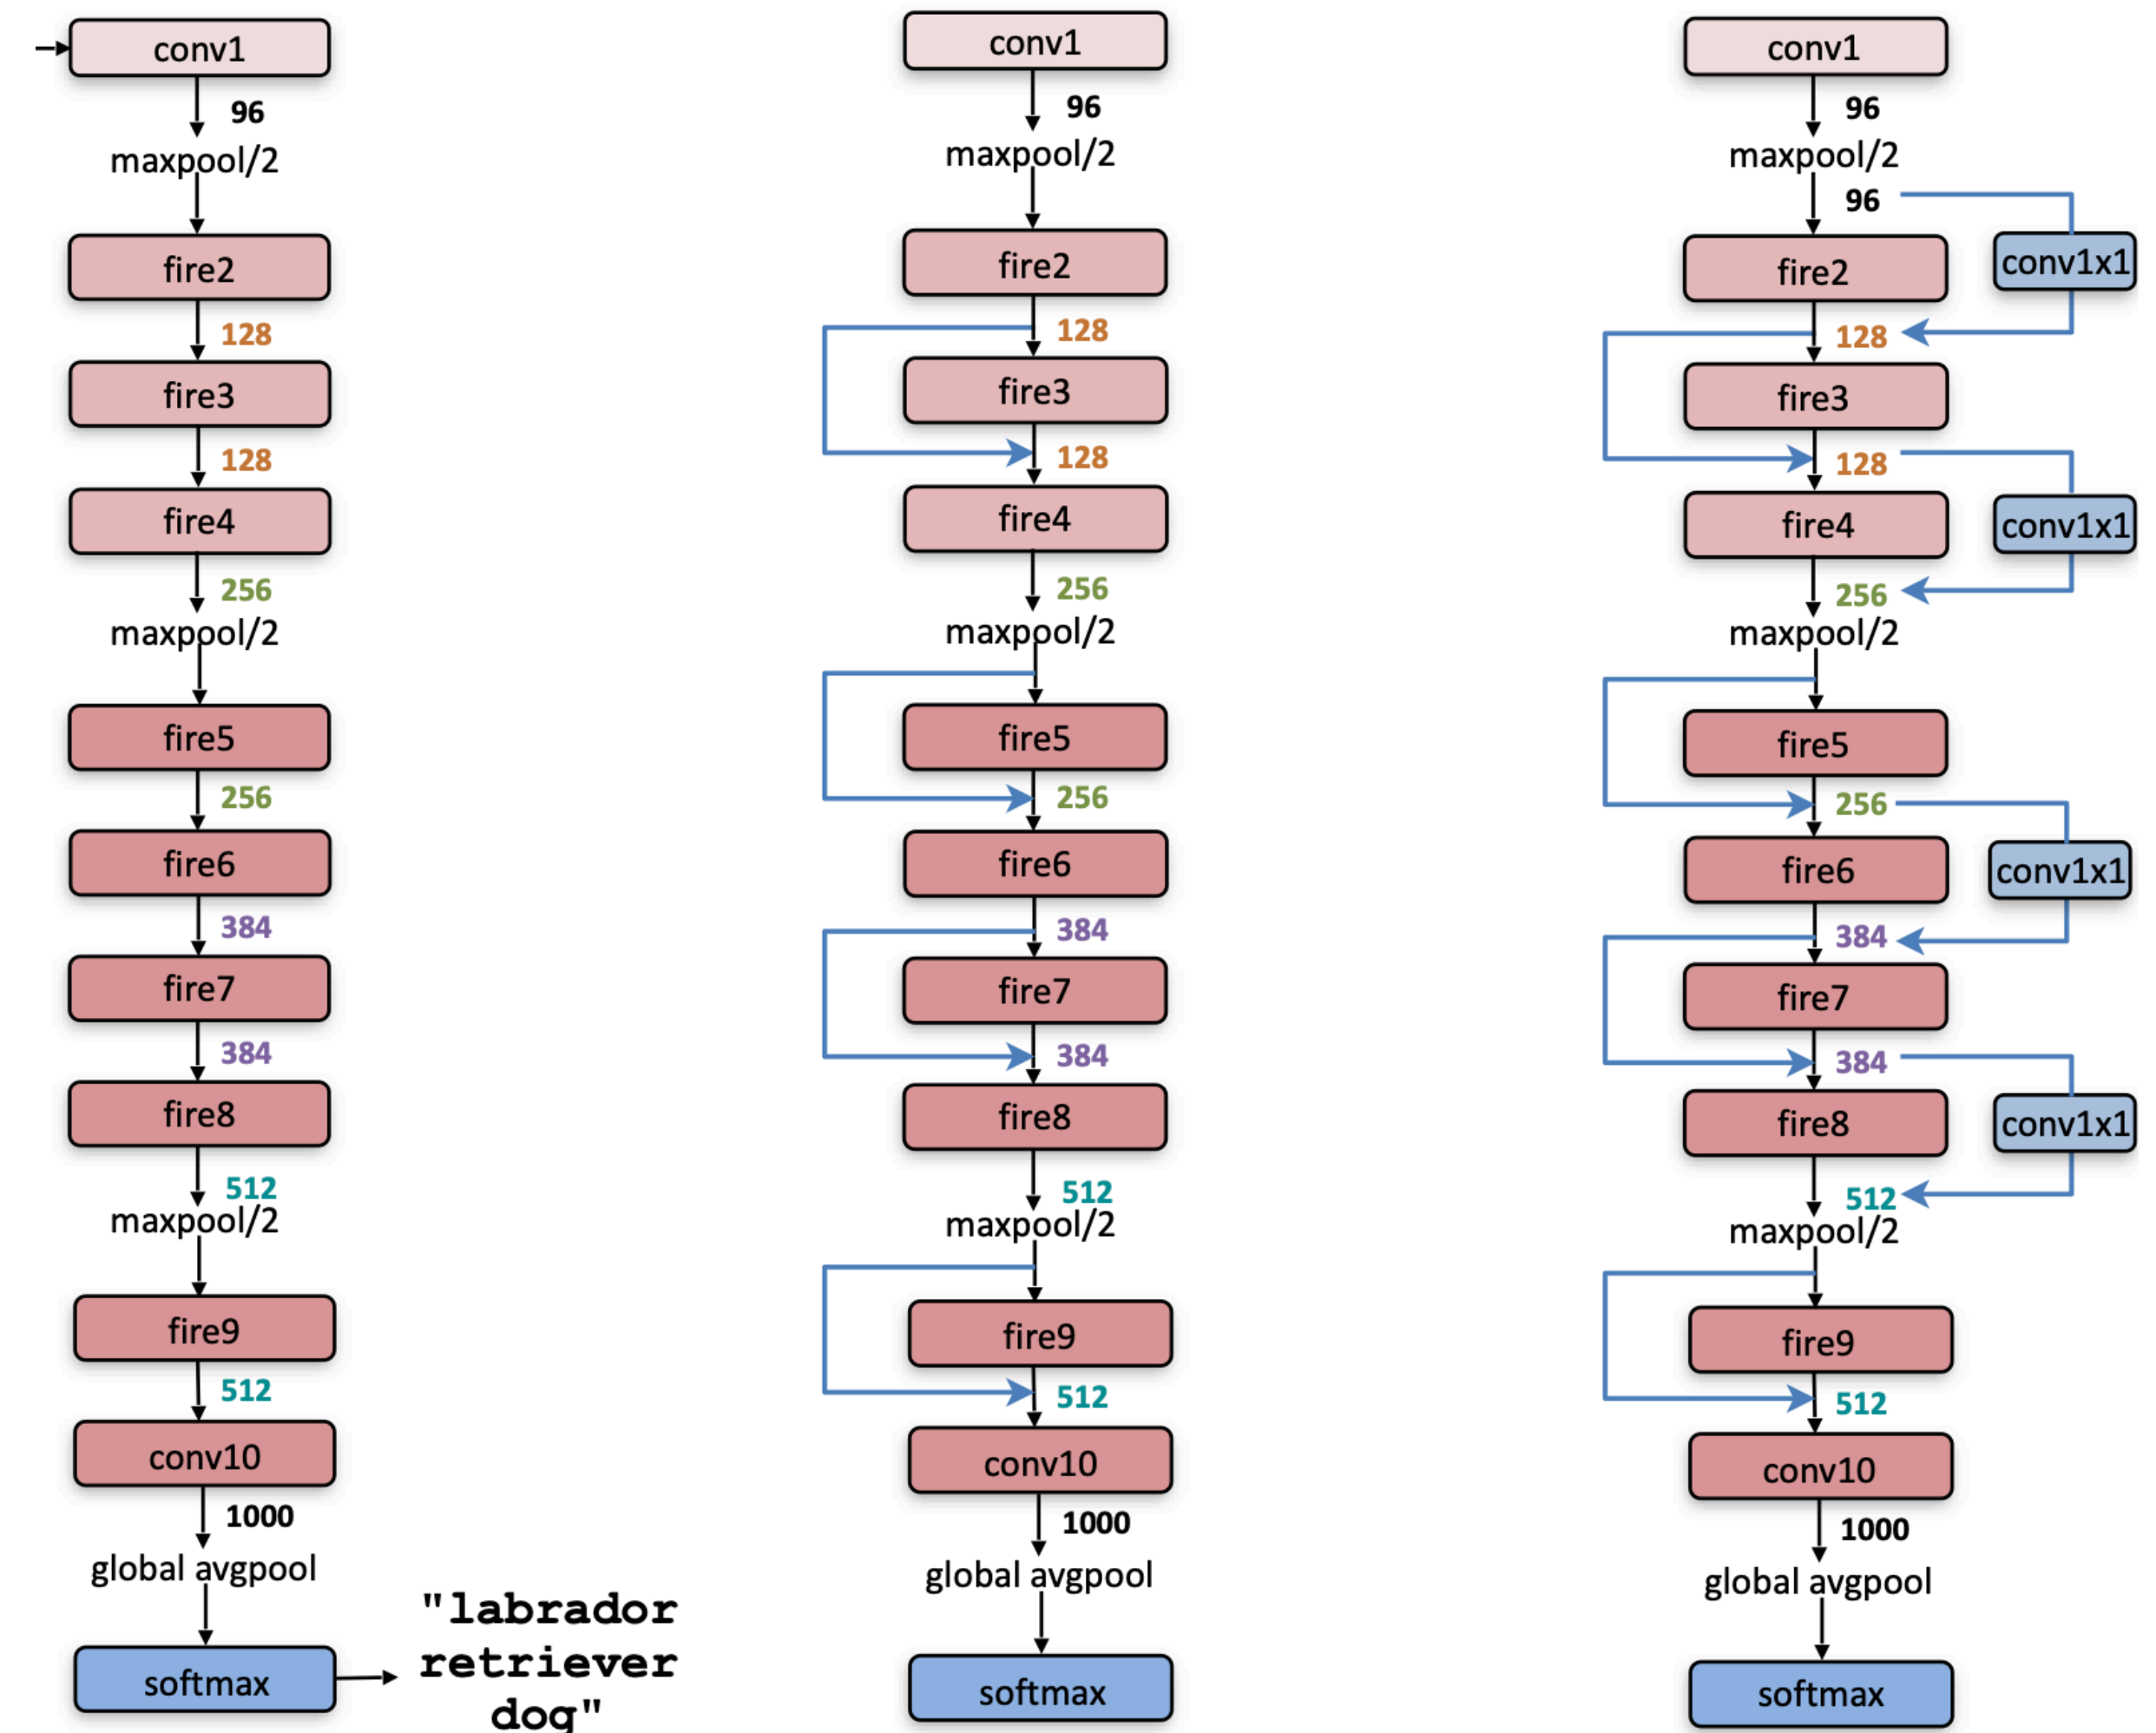 conv1
96
maxpool/2
fire2
128
fire3
128
fire4
256
maxpool/2
fire5
256
fire6
384
fire7
384
fire8
512
maxpool/2
fire9
512
conv10
1000
global avgpool
softmax
"labrador
retriever
dog"
conv1
96
maxpool/2
fire2
128
fire3
128
fire4
256
maxpool/2
fire5
256
fire6
384
fire7
384
fire8
512
maxpool/2
fire9
512
conv10
1000
global avgpool
softmax
conv1
96
maxpool/2
96
conv1x1
fire2
128
fire3
128
conv1x1
fire4
256
maxpool/2
fire5
256
conv1x1
fire6
384
fire7
384
conv1x1
fire8
512
maxpool/2
fire9
512
conv10
1000
global avgpool
softmax